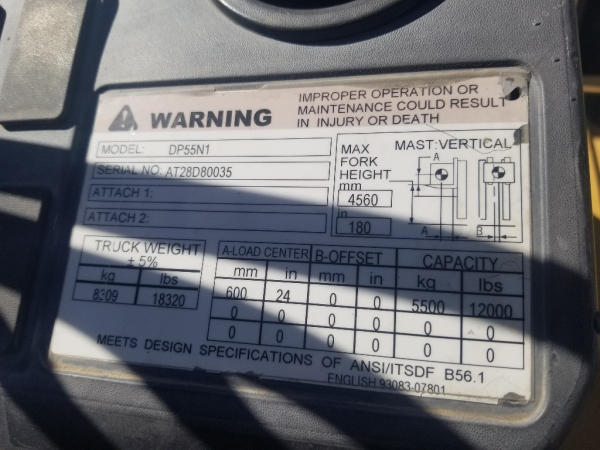 WARNING
IMPROPER OPERATION OR
MAINTENANCE COULD RESULT
IN INJURY OR DEATH
MODEL: DP55N1
SERIAL NO. AT28D80035
ATTACH 1:
ATTACH 2:
MAX
FORK
HEIGHT
mm
4560
in
180
MAST:VERTICAL
A
A
B
TRUCK WEIGHT
± 5%
kg lbs
8309 18320
A-LOAD CENTER B-OFFSET CAPACITY
mm in mm in kg lbs
600 24 0 0 5500 12000
0 0 0 0 0 0
0 0 0 0 0 0
MEETS DESIGN SPECIFICATIONS OF ANSI/ITSDF B56.1
ENGLISH 93083-07801